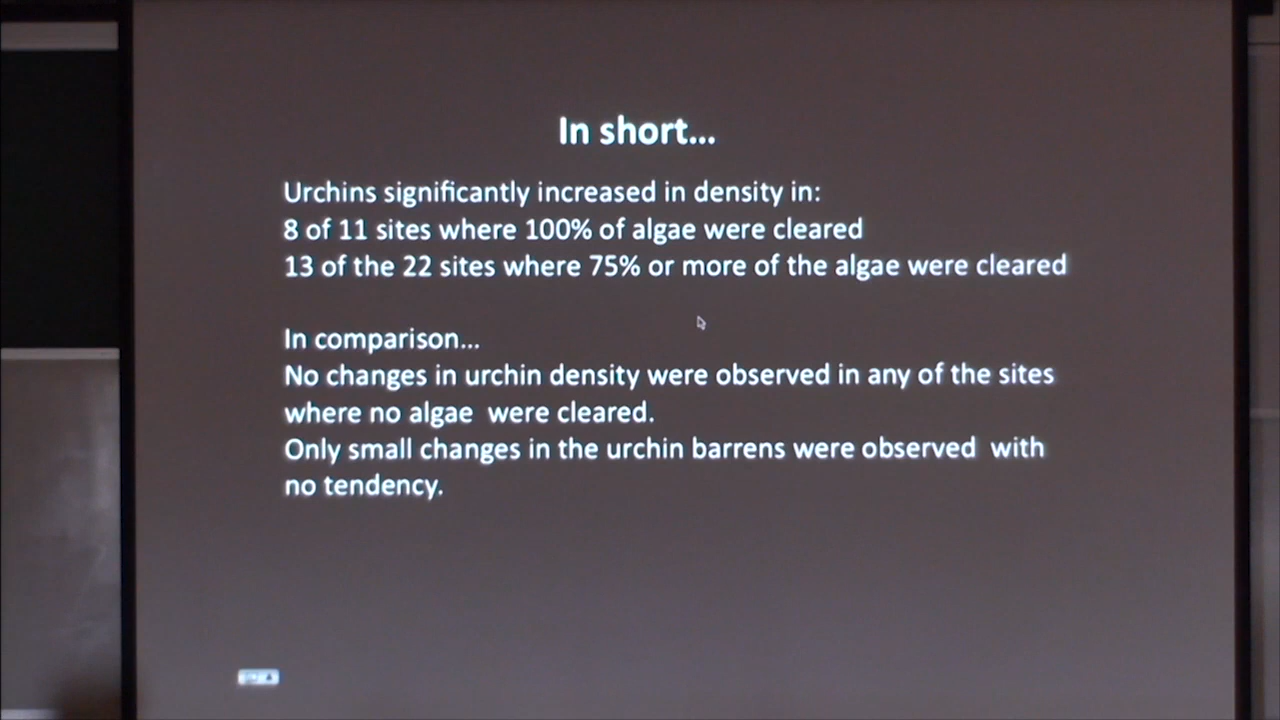 In short...
Urchins significantly increased in density in:
8 of 11 sites where 100% of algae were cleared
13 of the 22 sites where 75% or more of the algae were cleared
In comparison...
No changes in urchin density were observed in any of the sites
where no algae  were cleared.
Only small changes in the urchin barrens were observed  with
no tendency.